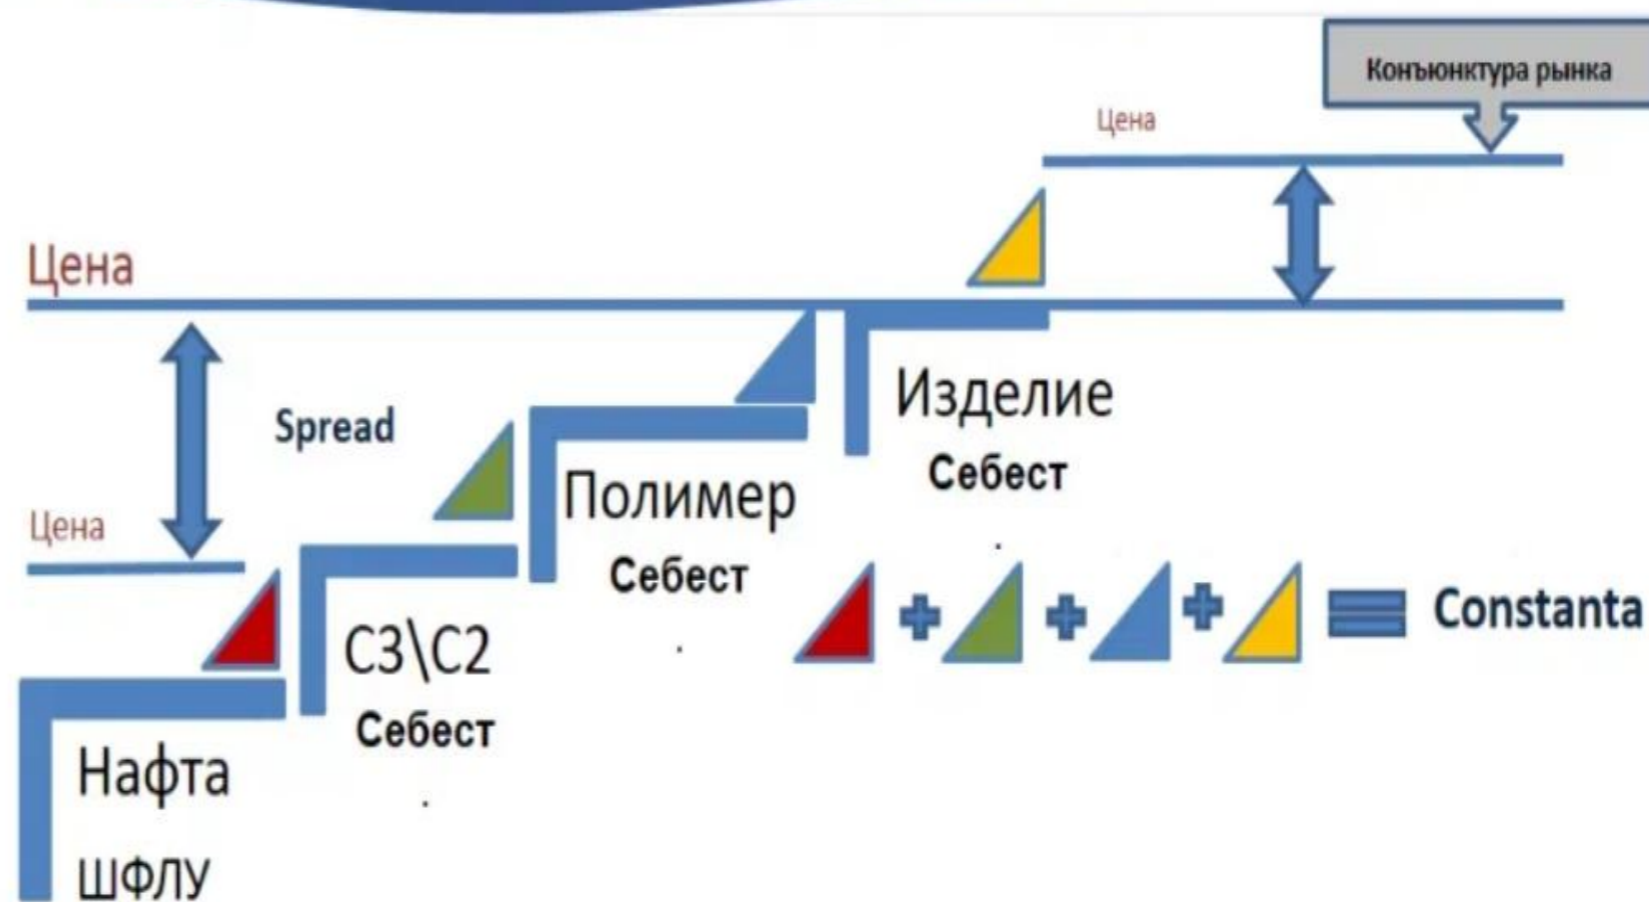 Конъюнктура рынка
Цена
Цена
Spread
Цена
Изделие
Себест
Полимер
Себест
С3\С2
Себест
Нафта
ШФЛУ
+ + + = Constanta